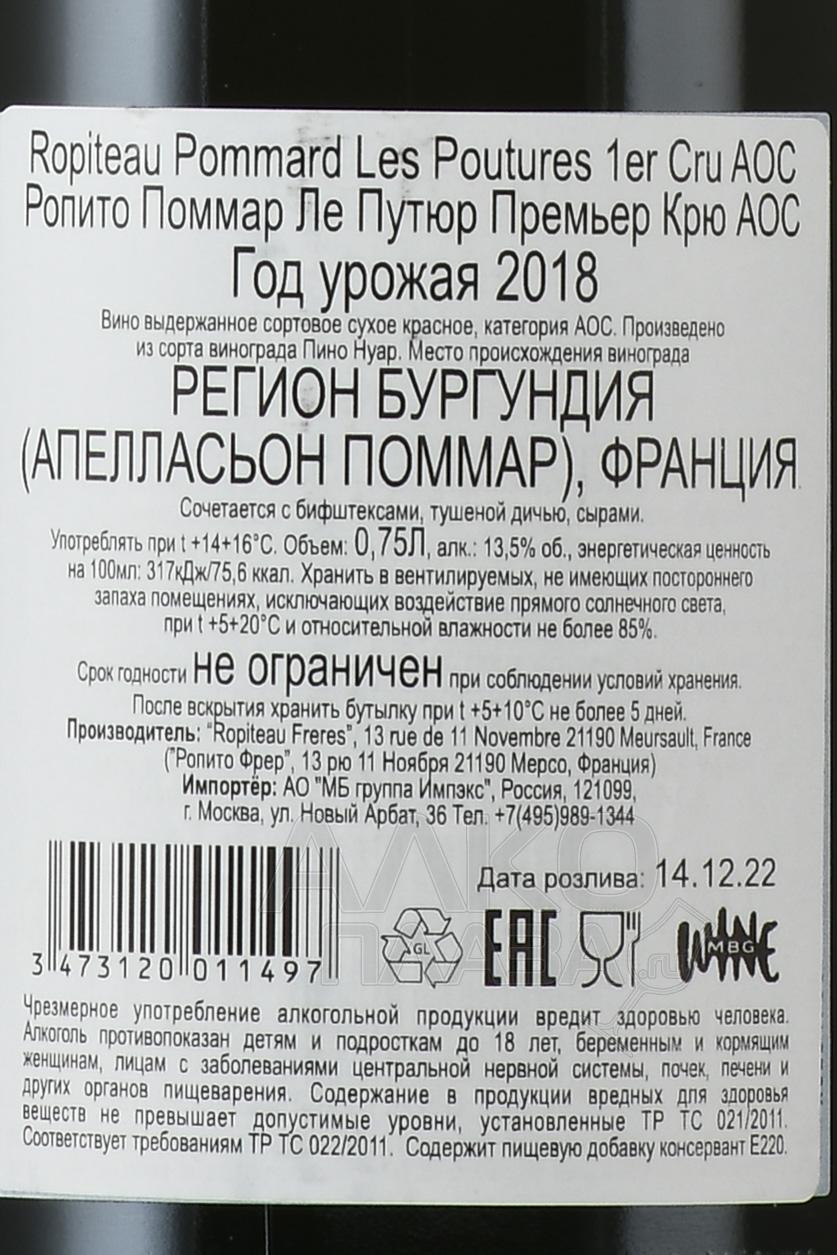 Ropiteau Pommard Les Poutures 1er Cru AOC
Ропито Поммар Ле Путюр Премьер Крю АОС
Год урожая 2018
Вино выдержанное сортовое сухое красное, категория АОС. Произведено
из сорта винограда Пино Нуар. Место происхождения винограда
РЕГИОН БУРГУНДИЯ
(АПЕЛЛАСЬОН ПОММАР), ФРАНЦИЯ.
Сочетается с бифштексами, тушеной дичью, сырами.
Употреблять при t +14+16°С. Объем: 0,75Л, алк.: 13,5% об., энергетическая ценность
на 100мл: 317кДж/75,6 ккал. Хранить в вентилируемых, не имеющих постороннего
запаха помещениях, исключающих воздействие прямого солнечного света,
при t +5+20°С и относительной влажности не более 85%.
Срок годности не ограничен при соблюдении условий хранения.
После вскрытия хранить бутылку при t +5+10°С не более 5 дней.
Производитель: "Ropiteau Freres", 13 rue de 11 Novembre 21190 Meursault, France
("Ропито Фрер", 13 рю 11 Ноября 21190 Мерсо, Франция)
Импортёр: АО "МБ группа Импэкс", Россия, 121099,
г. Москва, ул. Новый Арбат, 36 Тел. +7(495)989-1344
Дата розлива: 14.12.22
3 473120 011497
GL
EAC
WINE
MBG
АЛКО
ПЛАЗА.ru
Чрезмерное употребление алкогольной продукции вредит здоровью человека.
Алкоголь противопоказан детям и подросткам до 18 лет, беременным и кормящим
женщинам, лицам с заболеваниями центральной нервной системы, почек, печени и
других органов пищеварения. Содержание в продукции вредных для здоровья
веществ не превышает допустимые уровни, установленные ТР ТС 021/2011.
Соответствует требованиям ТР ТС 022/2011. Содержит пищевую добавку консервант Е220.